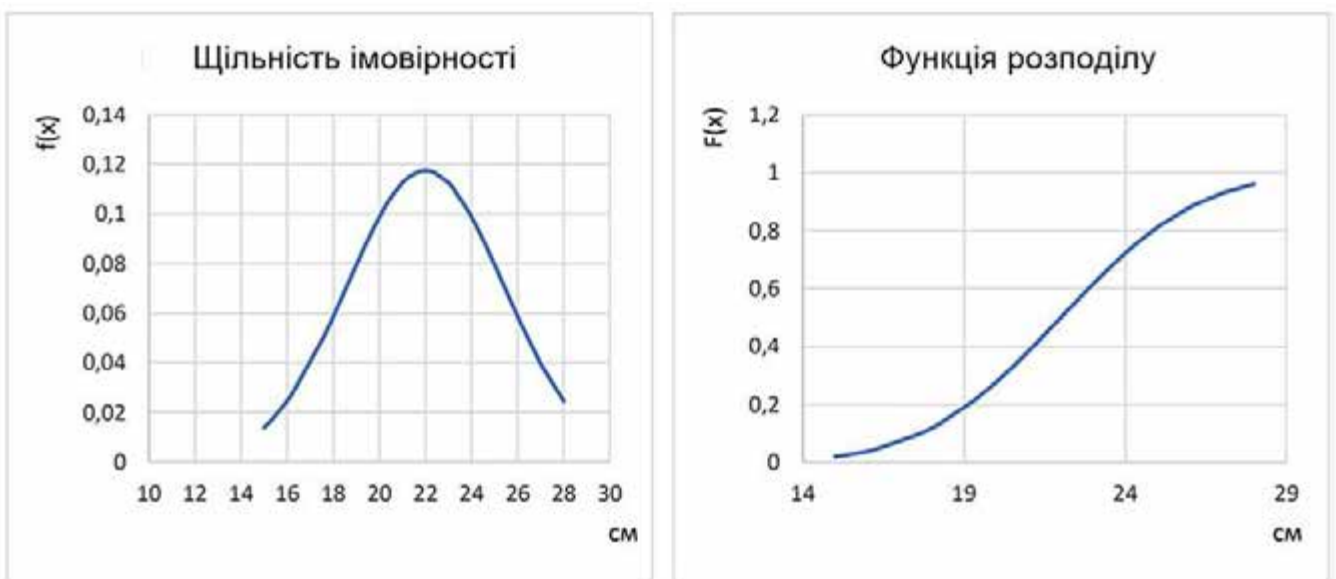 Щільність імовірності
f(x)
0,14
0,12
0,1
0,08
0,06
0,04
0,02
0
10 12 14 16 18 20 22 24 26 28 30
см
Функція розподілу
F(x)
1,2
1
0,8
0,6
0,4
0,2
0
14 19 24 29
см